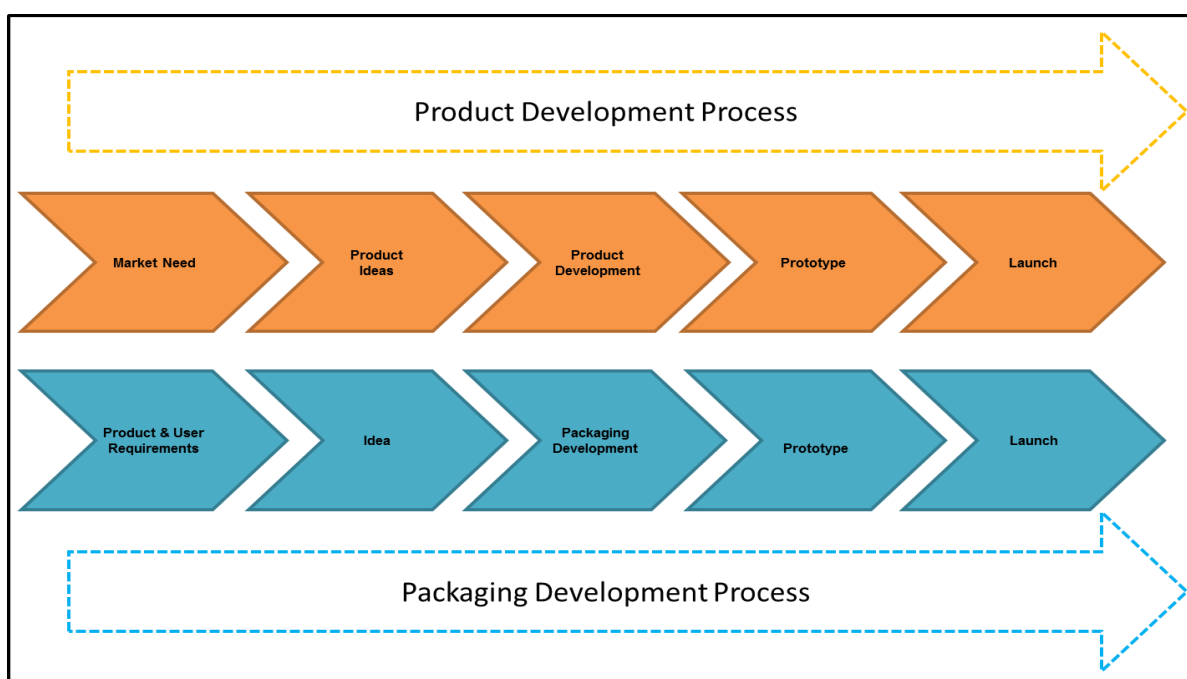 Product Development Process
Market Need
Product
Ideas
Product
Development
Prototype
Launch
Product & User
Requirements
Idea
Packaging
Development
Prototype
Launch
Packaging Development Process